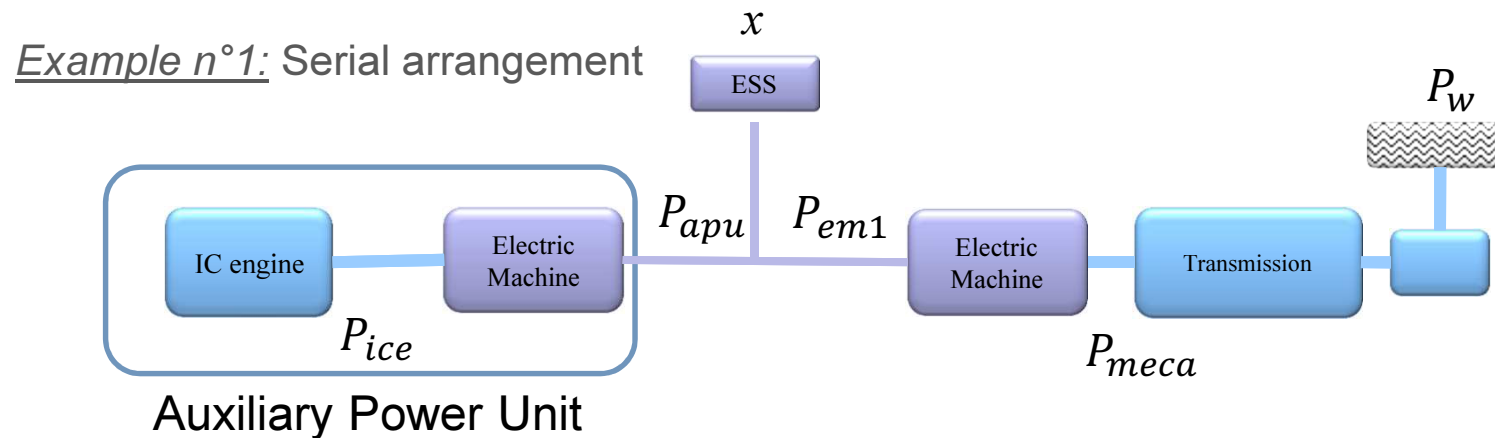 Example n°1: Serial arrangement
x
ESS
P_w
P_apu
P_em1
IC engine
Electric
Machine
Electric
Machine
Transmission
P_ice
P_meca
Auxiliary Power Unit